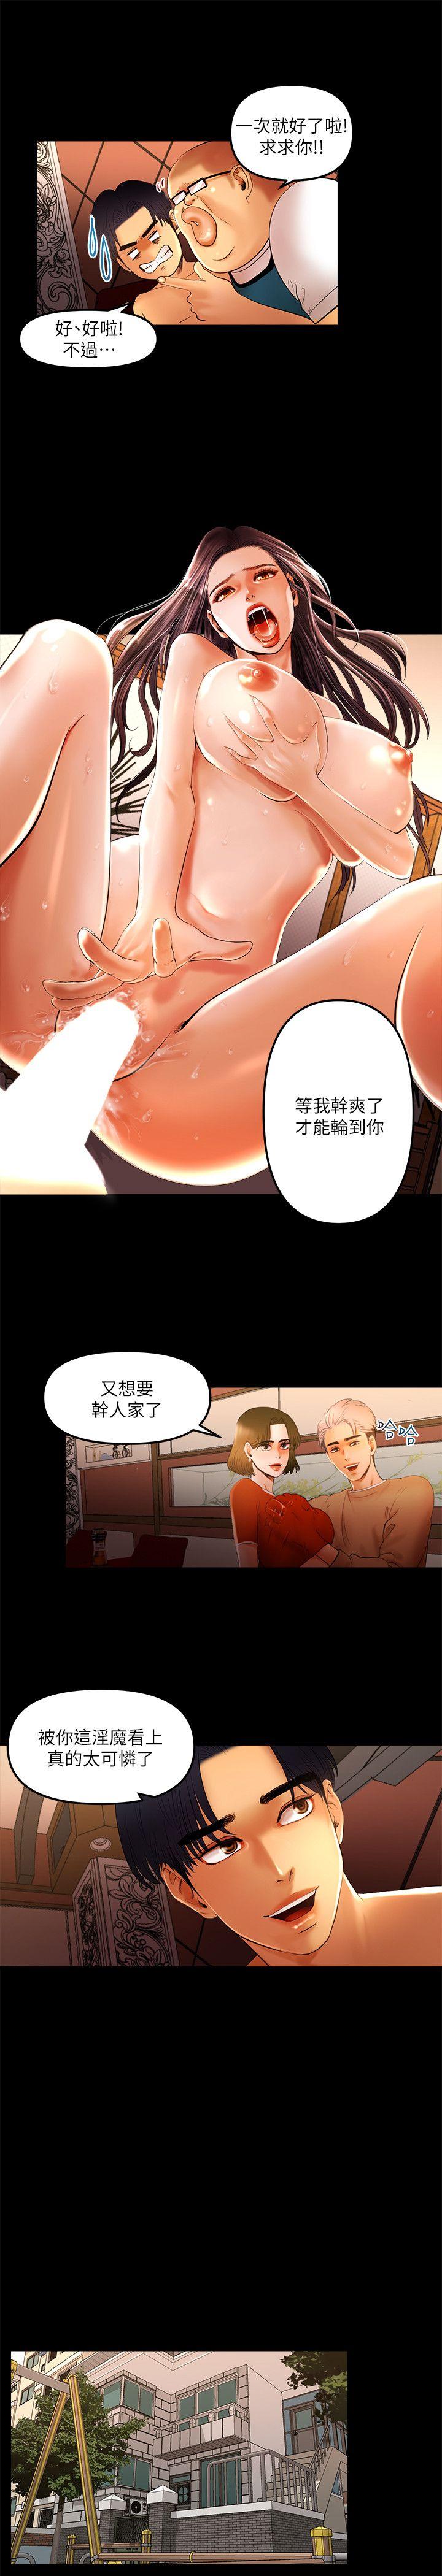 一次就好了啦!
求求你!!
好、好啦!
不過…
等我幹爽了
才能輪到你
又想要
幹人家了
哈哈
被你這淫魔看上
真的太可憐了